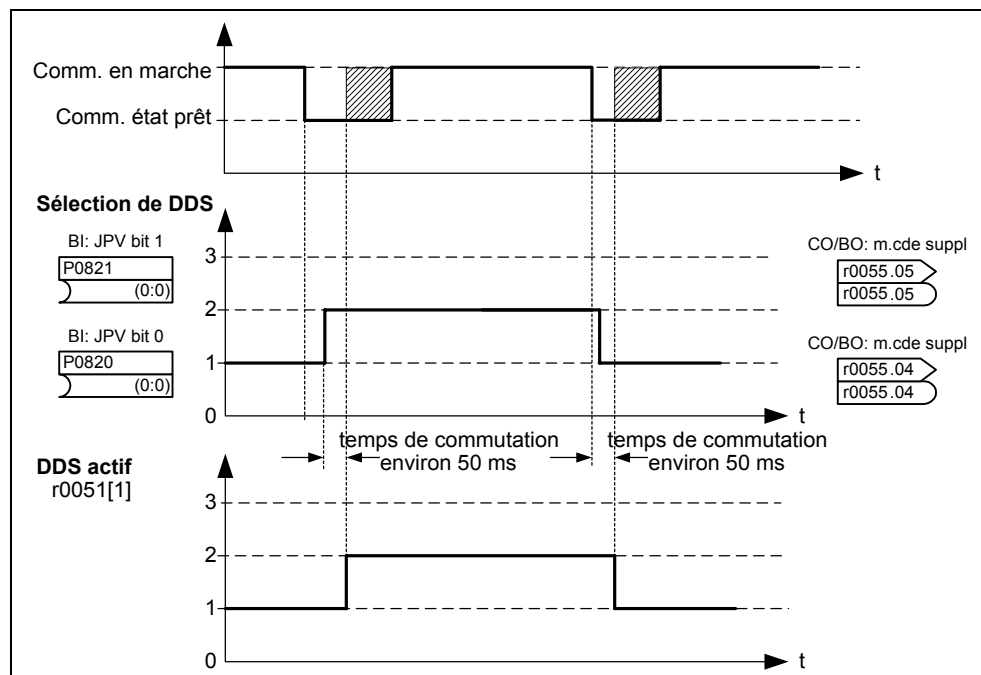 Comm. en marche
Comm. état prêt
t
Sélection de DDS
BI: JPV bit 1
P0821
(0:0)
BI: JPV bit 0
P0820
(0:0)
3
2
1
0
t
CO/BO: m.cde suppl
r0055.05
r0055.05
CO/BO: m.cde suppl
r0055.04
r0055.04
temps de commutation
environ 50 ms
temps de commutation
environ 50 ms
DDS actif
r0051[1]
3
2
1
0
t